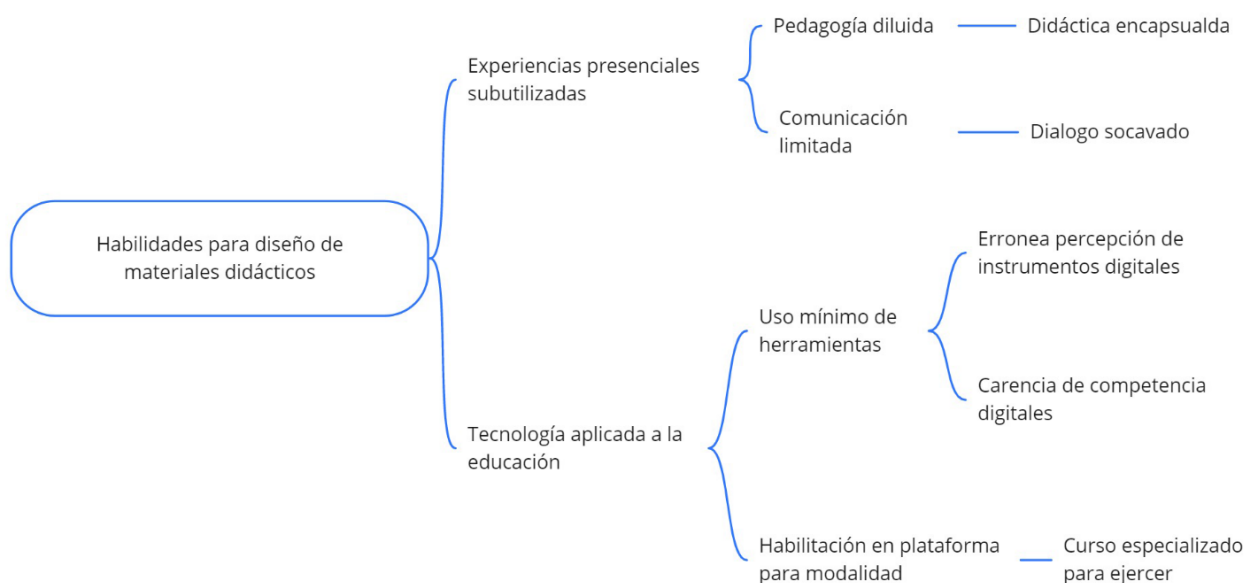 Pedagogía diluida
Didáctica encapsualda
Experiencias presenciales
subutilizadas
Comunicación
limitada
Dialogo socavado
Habilidades para diseño de
materiales didácticos
Erronea percepción de
instrumentos digitales
Uso mínimo de
herramientas
Carencia de competencia
digitales
Tecnología aplicada a la
educación
Habilitación en plataforma
para modalidad
Curso especializado
para ejercer